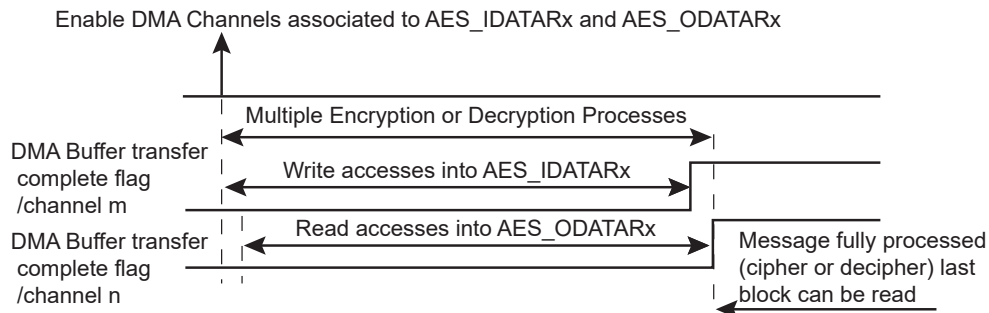 Enable DMA Channels associated to AES_IDATARx and AES_ODATARx
Multiple Encryption or Decryption Processes
DMA Buffer transfer
complete flag
/channel m
Write accesses into AES_IDATARx
Read accesses into AES_ODATARx
DMA Buffer transfer
complete flag
/channel n
Message fully processed
(cipher or decipher) last
block can be read